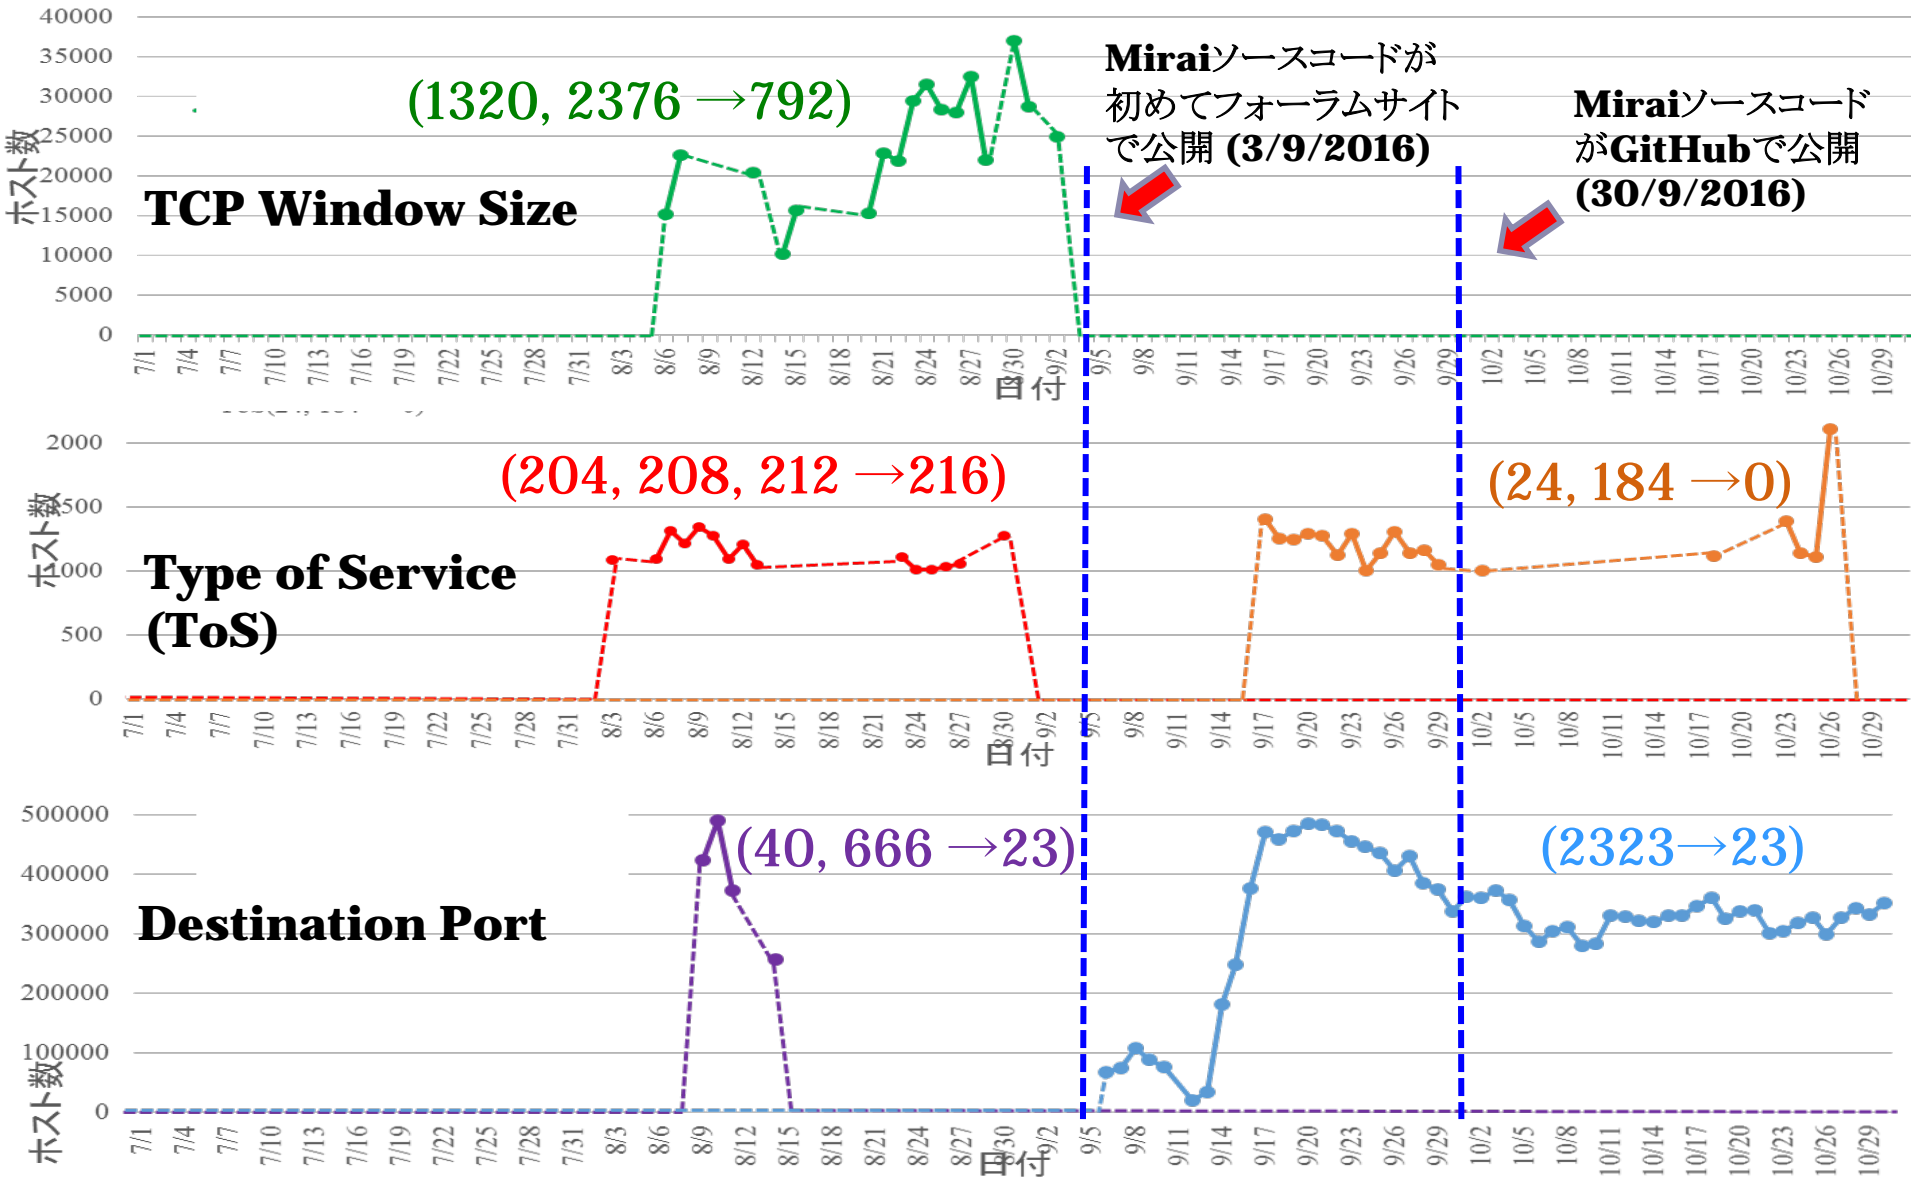 40000
35000
30000
25000
20000
15000
10000
5000
0
ホスト数
(1320, 2376 →792)
TCP Window Size
Miraiソースコードが
初めてフォーラムサイト
で公開 (3/9/2016)
Miraiソースコード
がGitHubで公開
(30/9/2016)
7/1 7/4 7/7 7/10 7/13 7/16 7/19 7/22 7/25 7/28 7/31 8/3 8/6 8/9 8/12 8/15 8/18 8/21 8/24 8/27 8/30 9/2 9/5 9/8 9/11 9/14 9/17 9/20 9/23 9/26 9/29 10/2 10/5 10/8 10/11 10/14 10/17 10/20 10/23 10/26 10/29
日付
2000
1500
1000
500
0
ホスト数
(204, 208, 212 →216)
(24, 184 →0)
Type of Service
(ToS)
7/1 7/4 7/7 7/10 7/13 7/16 7/19 7/22 7/25 7/28 7/31 8/3 8/6 8/9 8/12 8/15 8/18 8/21 8/24 8/27 8/30 9/2 9/5 9/8 9/11 9/14 9/17 9/20 9/23 9/26 9/29 10/2 10/5 10/8 10/11 10/14 10/17 10/20 10/23 10/26 10/29
日付
500000
400000
300000
200000
100000
0
ホスト数
(40, 666 →23)
(2323→23)
Destination Port
7/1 7/4 7/7 7/10 7/13 7/16 7/19 7/22 7/25 7/28 7/31 8/3 8/6 8/9 8/12 8/15 8/18 8/21 8/24 8/27 8/30 9/2 9/5 9/8 9/11 9/14 9/17 9/20 9/23 9/26 9/29 10/2 10/5 10/8 10/11 10/14 10/17 10/20 10/23 10/26 10/29
日付